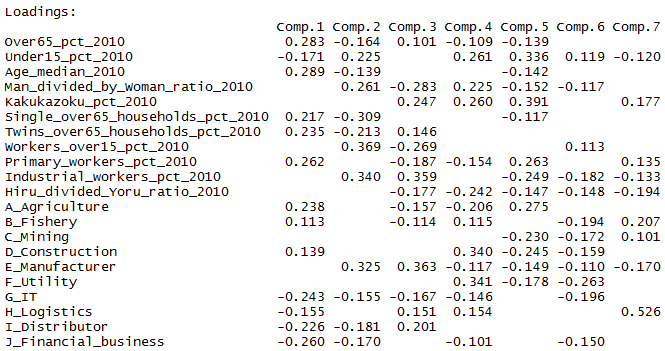 Loadings:
                               Comp.1 Comp.2 Comp.3 Comp.4 Comp.5 Comp.6 Comp.7
Over65_pct_2010                 0.283 -0.164  0.101 -0.109 -0.139
Under15_pct_2010               -0.171  0.225         0.261  0.336  0.119 -0.120
Age_median_2010                 0.289 -0.139               -0.142
Man_divided_by_Woman_ratio_2010        0.261 -0.283  0.225 -0.152 -0.117
Kakukazoku_pct_2010                           0.247  0.260  0.391         0.177
Single_over65_households_pct_2010  0.217 -0.309               -0.117
Twins_over65_households_pct_2010  0.235 -0.213  0.146
Workers_over15_pct_2010                0.369 -0.269                0.113
Primary_workers_pct_2010        0.262        -0.187 -0.154  0.263         0.135
Industrial_workers_pct_2010            0.340  0.359        -0.249 -0.182 -0.133
Hiru_divided_Yoru_ratio_2010                 -0.177 -0.242 -0.147 -0.148 -0.194
A_Agriculture                   0.238        -0.157 -0.206  0.275
B_Fishery                       0.113        -0.114  0.115        -0.194  0.207
C_Mining                                                   -0.230 -0.172  0.101
D_Construction                  0.139                0.340 -0.245 -0.159
E_Manufacturer                         0.325  0.363 -0.117 -0.149 -0.110 -0.170
F_Utility                                            0.341 -0.178 -0.263
G_IT                           -0.243 -0.155 -0.167 -0.146        -0.196
H_Logistics                    -0.155         0.151  0.154                0.526
I_Distributor                  -0.226 -0.181  0.201
J_Financial_business           -0.260 -0.170        -0.101        -0.150